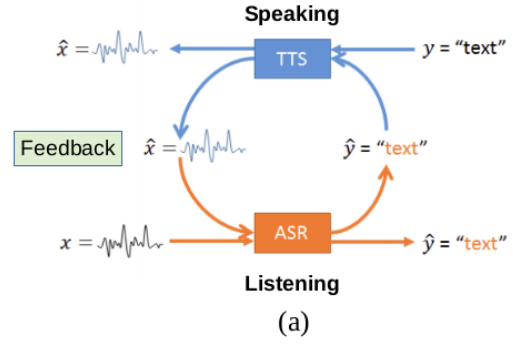 Speaking
x̂ =
TTS
y = "text"
Feedback
x̂ =
ŷ = "text"
x =
ASR
ŷ = "text"
Listening
(a)